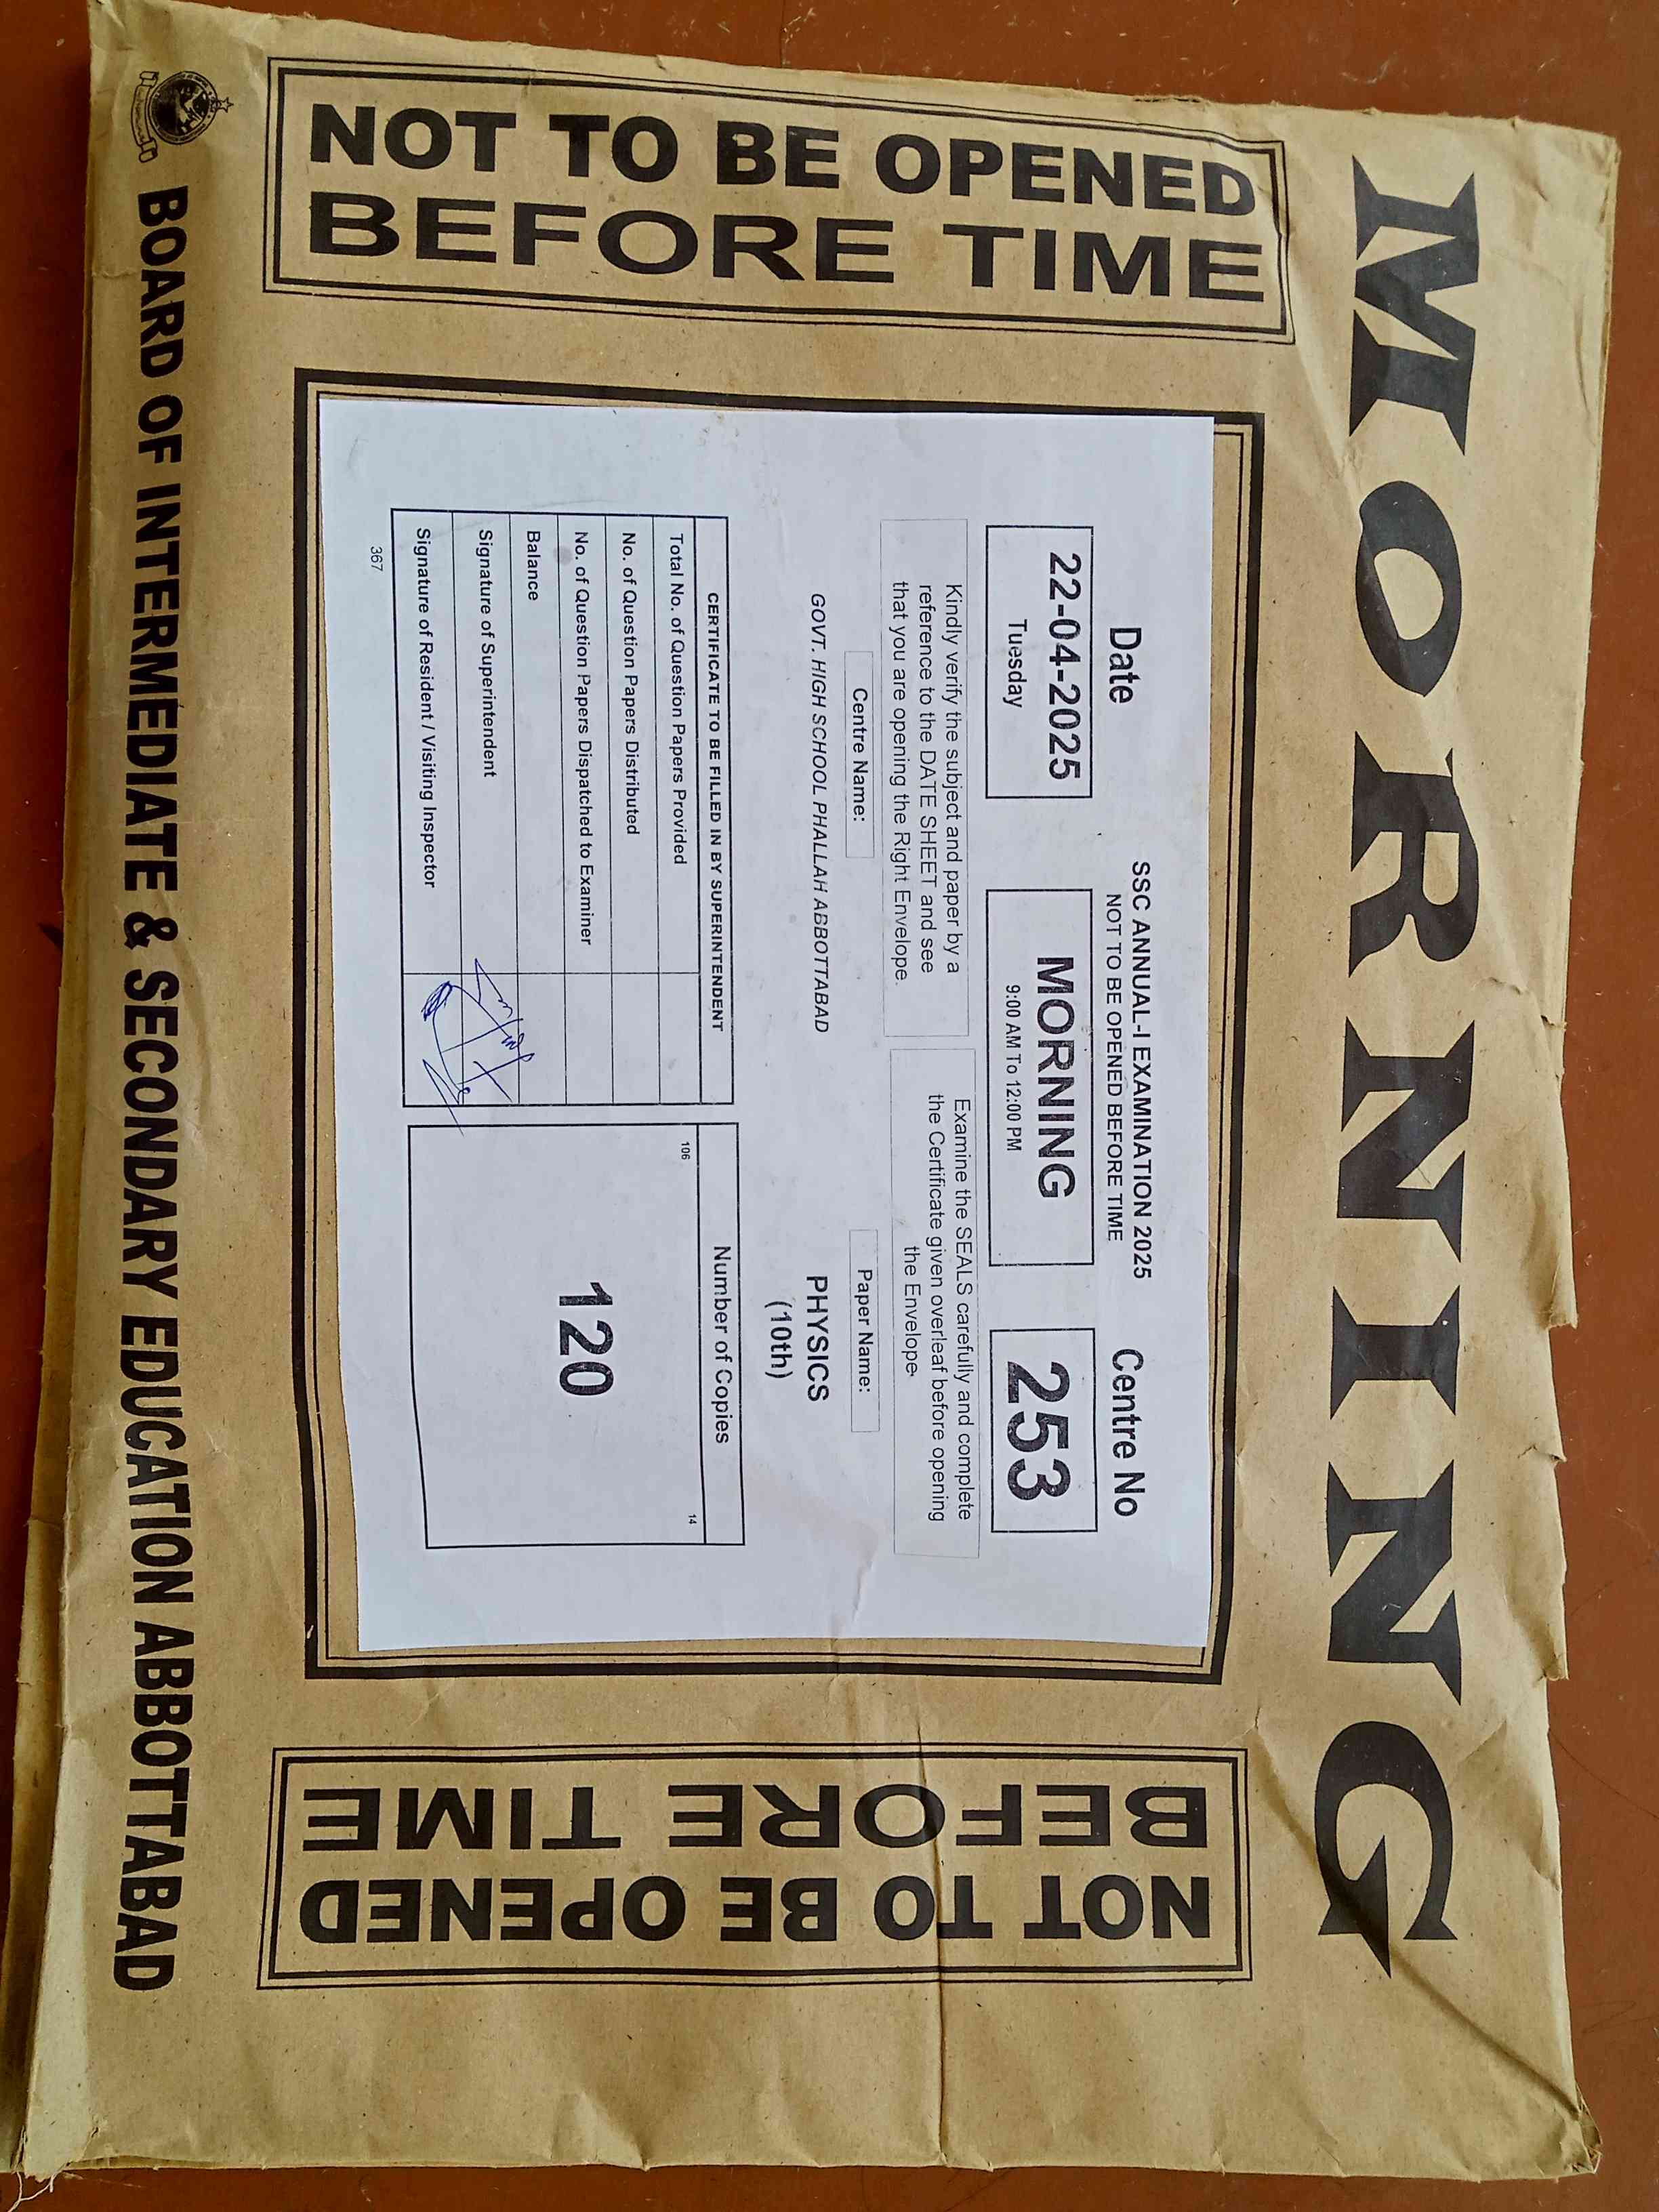 MORNING
NOT TO BE OPENED
BEFORE TIME
SSC ANNUAL-I EXAMINATION 2025
NOT TO BE OPENED BEFORE TIME
Date
22-04-2025
Tuesday
MORNING
9:00 AM To 12:00 PM
Centre No
253
Kindly verify the subject and paper by a
reference to the DATE SHEET and see
that you are opening the Right Envelope.
Examine the SEALS carefully and complete
the Certificate given overleaf before opening
the Envelope.
Centre Name:
GOVT. HIGH SCHOOL PHALLAH ABBOTTABAD
Paper Name:
PHYSICS
(10th)
CERTIFICATE TO BE FILLED IN BY SUPERINTENDENT
Total No. of Question Papers Provided
No. of Question Papers Distributed
No. of Question Papers Dispatched to Examiner
Balance
Signature of Superintendent
Signature of Resident / Visiting Inspector
367
Number of Copies
106
14
120
NOT TO BE OPENED
BEFORE TIME
BOARD OF INTERMEDIATE & SECONDARY EDUCATION ABBOTTABAD